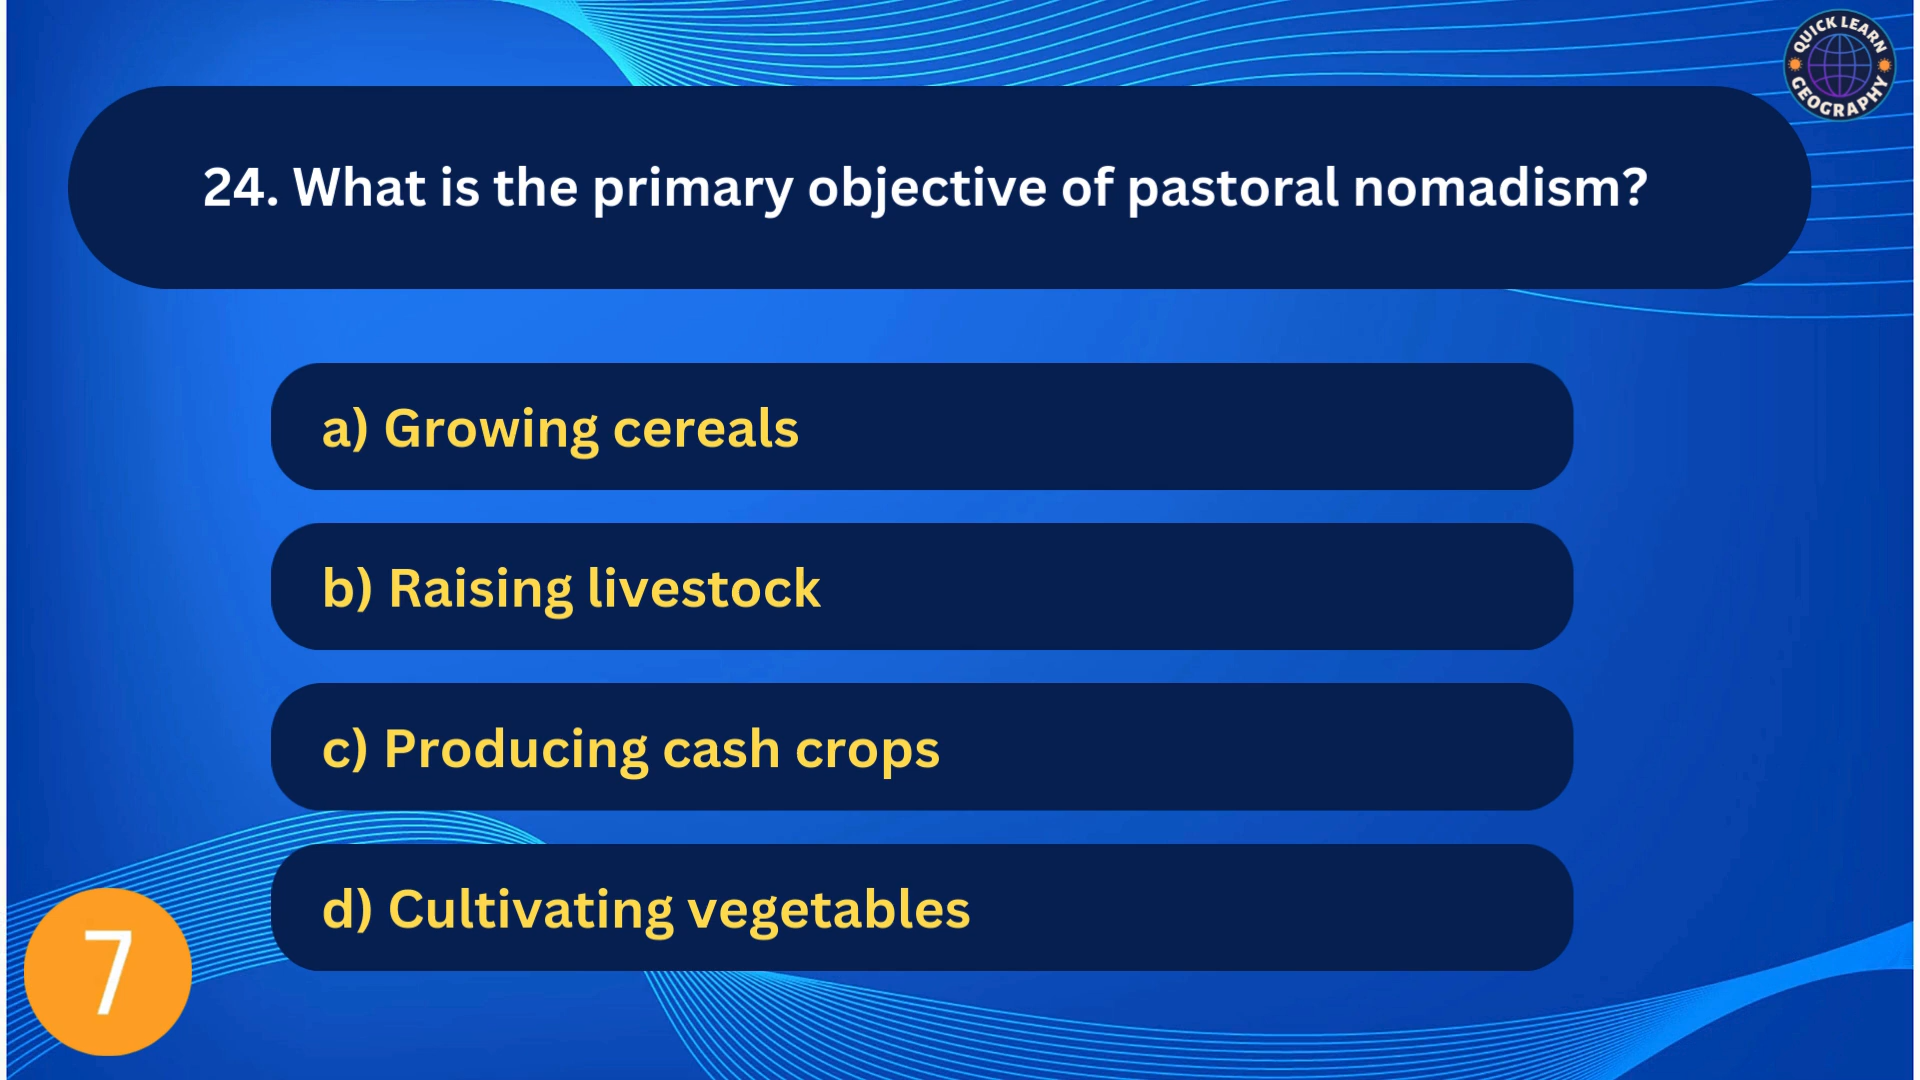 QUICK LEARN
GEOGRAPHY
24. What is the primary objective of pastoral nomadism?
a) Growing cereals
b) Raising livestock
c) Producing cash crops
d) Cultivating vegetables
7